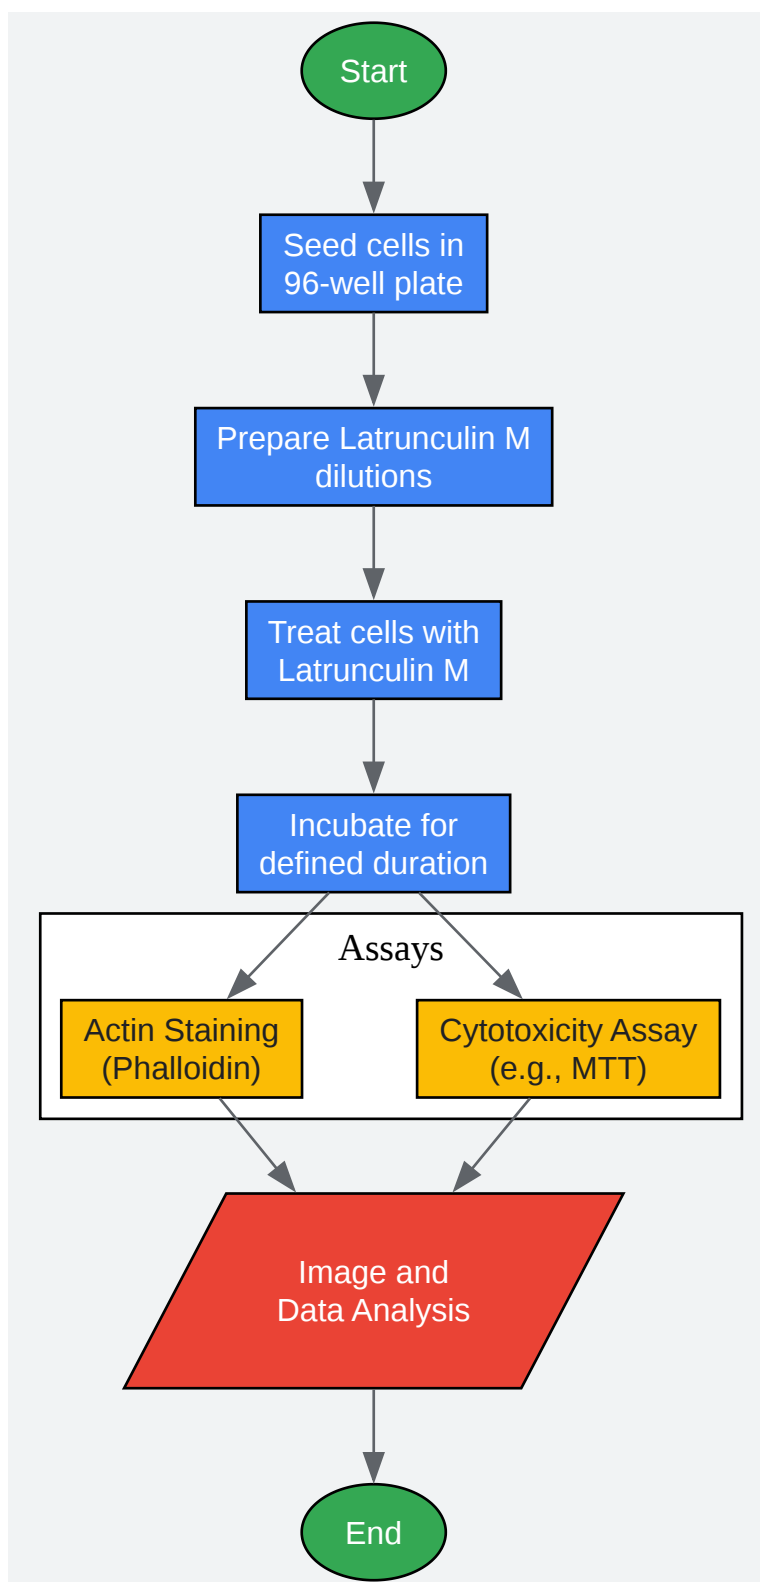 Start
Seed cells in
96-well plate
Prepare Latrunculin M
dilutions
Treat cells with
Latrunculin M
Incubate for
defined duration
Assays
Actin Staining
(Phalloidin)
Cytotoxicity Assay
(e.g., MTT)
Image and
Data Analysis
End